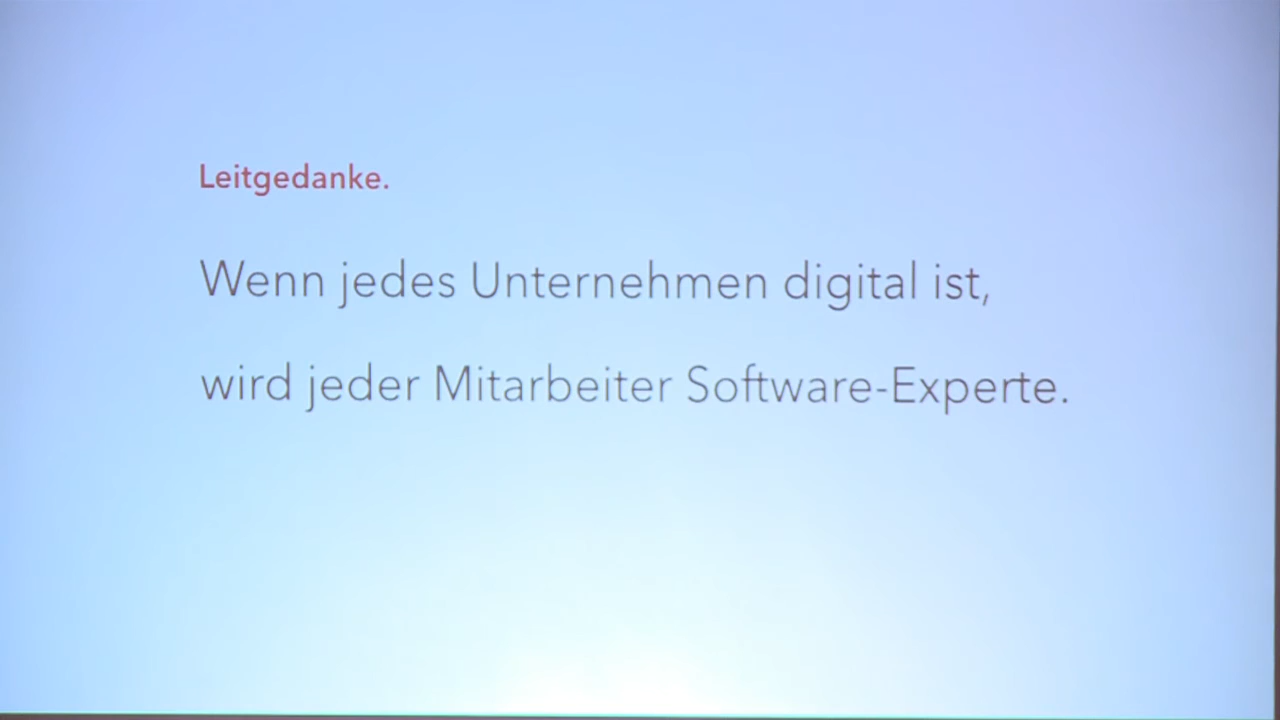 Leitgedanke.
Wenn jedes Unternehmen digital ist,
wird jeder Mitarbeiter Software-Experte.